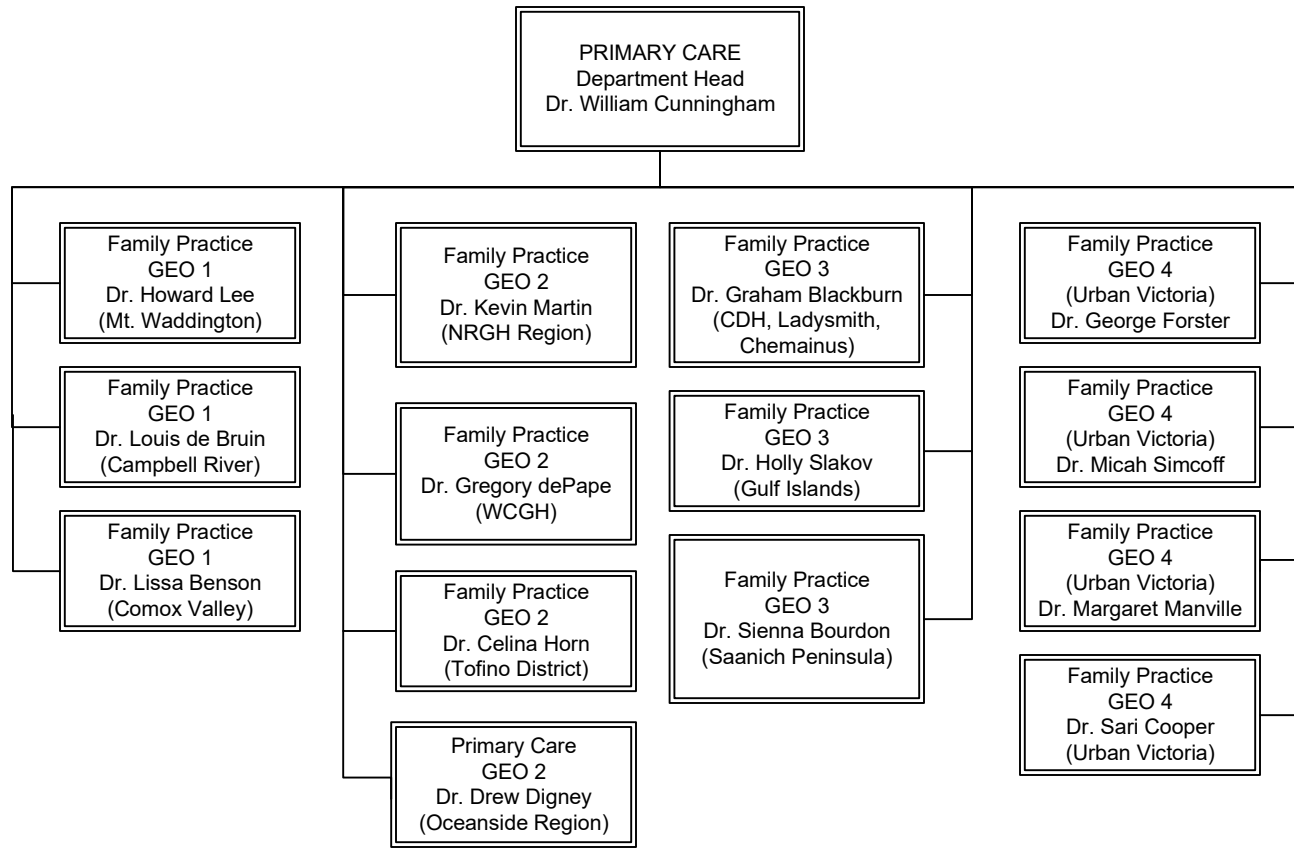 PRIMARY CARE
Department Head
Dr. William Cunningham
Family Practice
GEO 1
Dr. Howard Lee
(Mt. Waddington)
Family Practice
GEO 1
Dr. Louis de Bruin
(Campbell River)
Family Practice
GEO 1
Dr. Lissa Benson
(Comox Valley)
Family Practice
GEO 2
Dr. Kevin Martin
(NRGH Region)
Family Practice
GEO 2
Dr. Gregory dePape
(WCGH)
Family Practice
GEO 2
Dr. Celina Horn
(Tofino District)
Primary Care
GEO 2
Dr. Drew Digney
(Oceanside Region)
Family Practice
GEO 3
Dr. Graham Blackburn
(CDH, Ladysmith,
Chemainus)
Family Practice
GEO 3
Dr. Holly Slakov
(Gulf Islands)
Family Practice
GEO 3
Dr. Sienna Bourdon
(Saanich Peninsula)
Family Practice
GEO 4
(Urban Victoria)
Dr. George Forster
Family Practice
GEO 4
(Urban Victoria)
Dr. Micah Simcoff
Family Practice
GEO 4
(Urban Victoria)
Dr. Margaret Manville
Family Practice
GEO 4
Dr. Sari Cooper
(Urban Victoria)